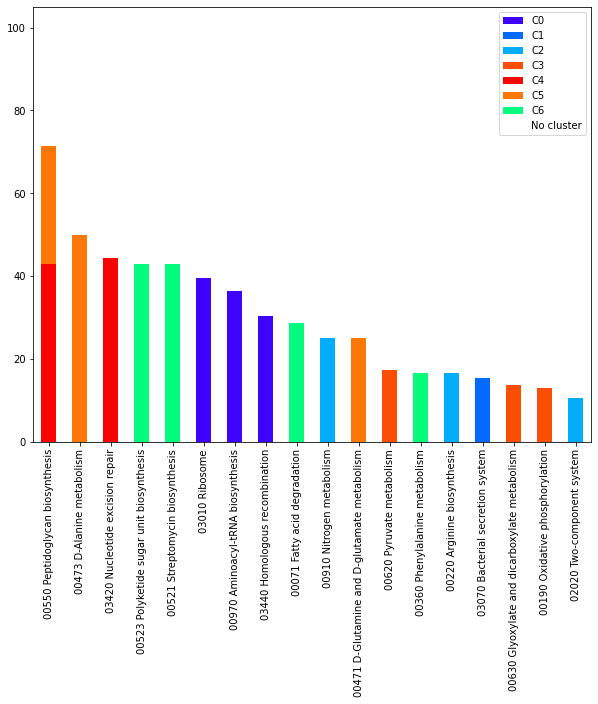 100
80
60
40
20
0
C0
C1
C2
C3
C4
C5
C6
No cluster
00550 Peptidoglycan biosynthesis
00473 D-Alanine metabolism
03420 Nucleotide excision repair
00523 Polyketide sugar unit biosynthesis
00521 Streptomycin biosynthesis
03010 Ribosome
00970 Aminoacyl-tRNA biosynthesis
03440 Homologous recombination
00071 Fatty acid degradation
00910 Nitrogen metabolism
00471 D-Glutamine and D-glutamate metabolism
00620 Pyruvate metabolism
00360 Phenylalanine metabolism
00220 Arginine biosynthesis
03070 Bacterial secretion system
00630 Glyoxylate and dicarboxylate metabolism
00190 Oxidative phosphorylation
02020 Two-component system